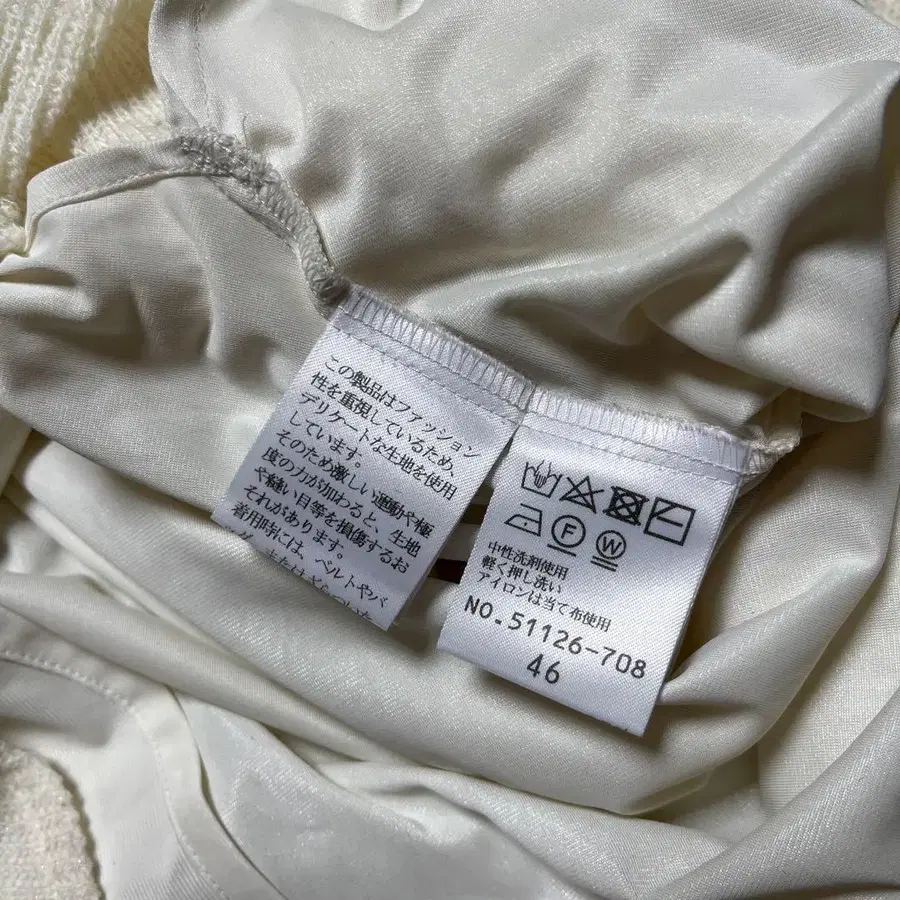 この製品はファッション
性を重視しているため、
デリケートな生地を使用
しています。
そのため激しい運動や極
度の力が加わると、生地
や縫い目等を損傷するお
それがあります。
着用時には、ベルトやバ
F
W
中性洗剤使用
軽く押し洗い
アイロンは当て布使用
NO.51126-708
46